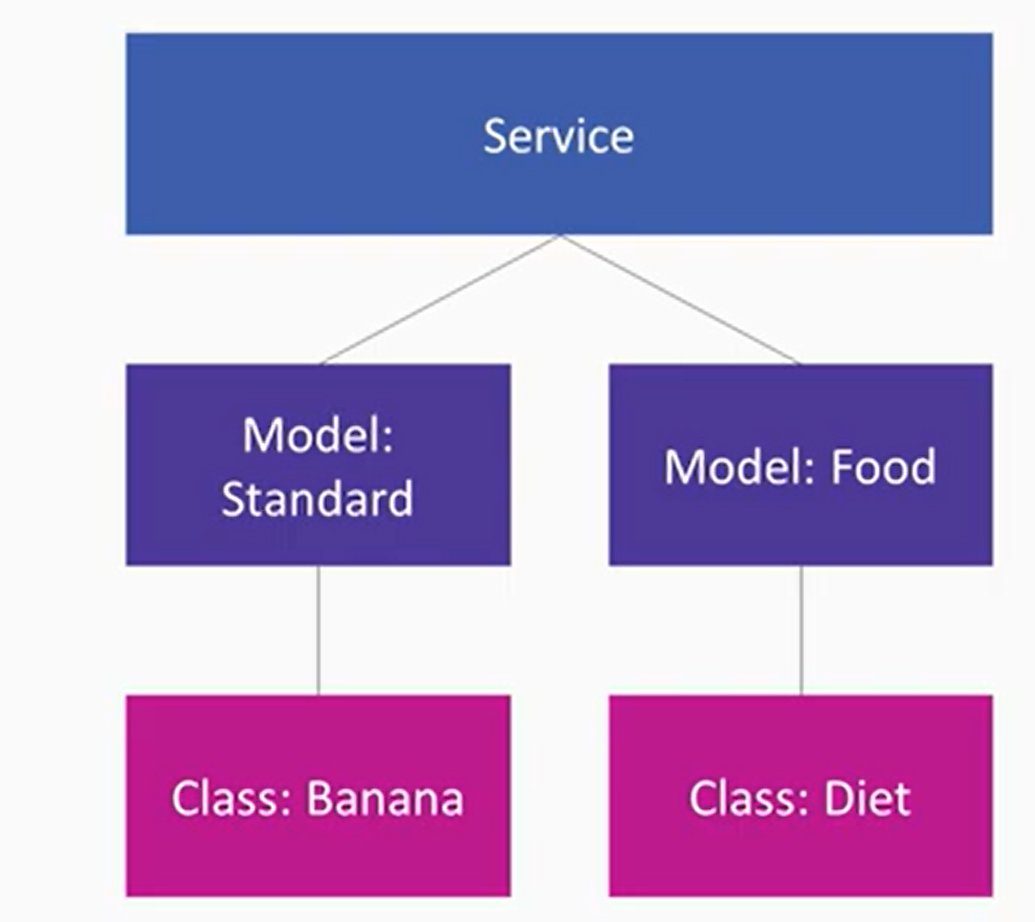 Service
Model:
Standard
Model: Food
Class: Banana
Class: Diet